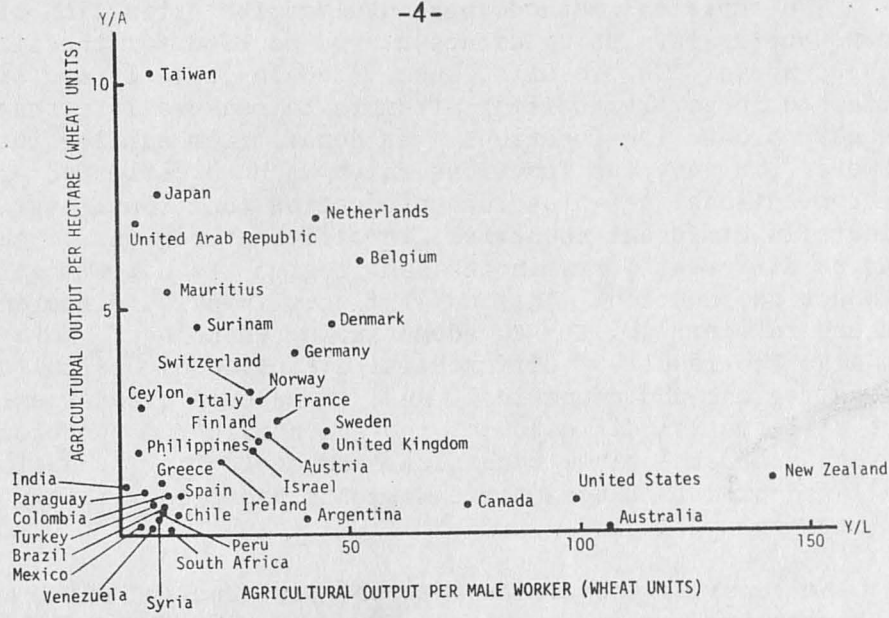 -4-
Y/A
AGRICULTURAL OUTPUT PER HECTARE (WHEAT UNITS)
10
Taiwan
Japan
Netherlands
United Arab Republic
Belgium
Mauritius
5
Surinam
Denmark
Germany
Switzerland
Norway
Ceylon
Italy
France
Finland
Sweden
Philippines
United Kingdom
Greece
Austria
India
Israel
United States
New Zealand
Paraguay
Spain
Ireland
Canada
Colombia
Chile
Argentina
Australia
Turkey
50
100
150
Y/L
Brazil
Peru
Mexico
South Africa
Venezuela
Syria
AGRICULTURAL OUTPUT PER MALE WORKER (WHEAT UNITS)